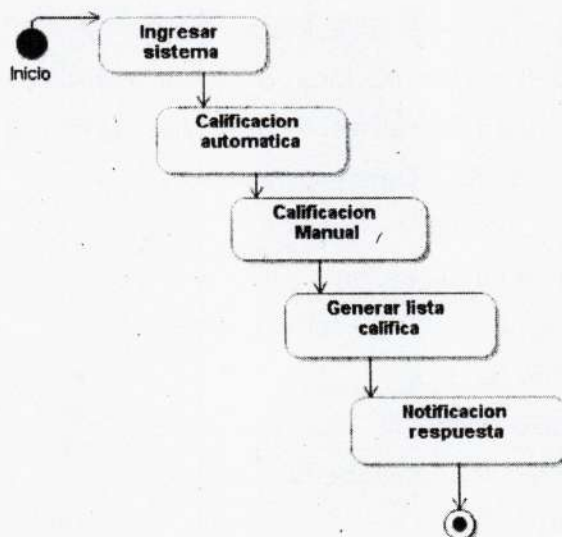 Ingresar
sistema
Inicio
Calificacion
automatica
Calificacion
Manual
Generar lista
califica
Notificacion
respuesta